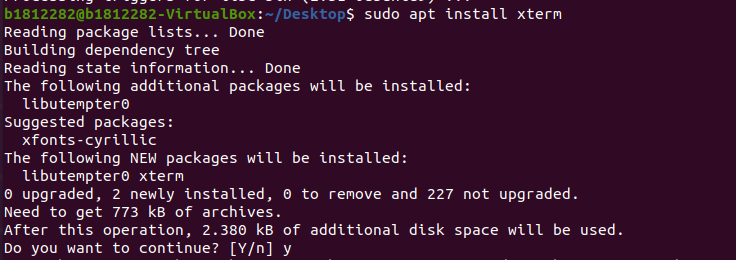 b1812282@b1812282-VirtualBox:~/Desktop$ sudo apt install xterm
Reading package lists... Done
Building dependency tree
Reading state information... Done
The following additional packages will be installed:
  libutempter0
Suggested packages:
  xfonts-cyrillic
The following NEW packages will be installed:
  libutempter0 xterm
0 upgraded, 2 newly installed, 0 to remove and 227 not upgraded.
Need to get 773 kB of archives.
After this operation, 2.380 kB of additional disk space will be used.
Do you want to continue? [Y/n] y